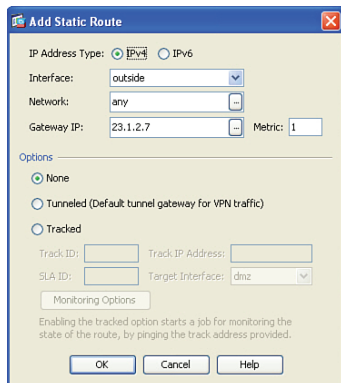 Add Static Route
IP Address Type: IPv4 IPv6
Interface: outside
Network: any ...
Gateway IP: 23.1.2.7 ... Metric: 1
Options
None
Tunneled (Default tunnel gateway for VPN traffic)
Tracked
Track ID: Track IP Address:
SLA ID: Target Interface: dmz
Monitoring Options
Enabling the tracked option starts a job for monitoring the
state of the route, by pinging the track address provided.
OK Cancel Help